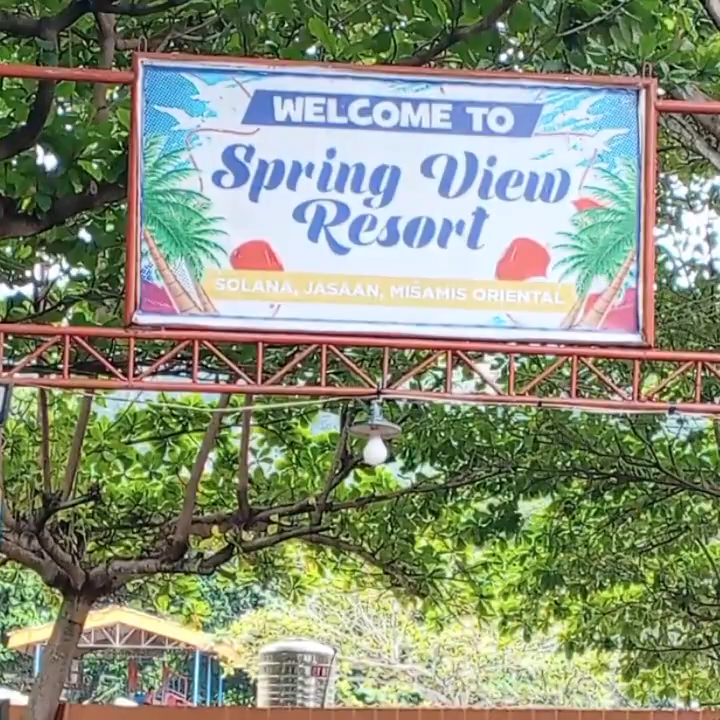 WELCOME TO
Spring View
Resort
SOLANA, JASAAN, MISAMIS ORIENTAL